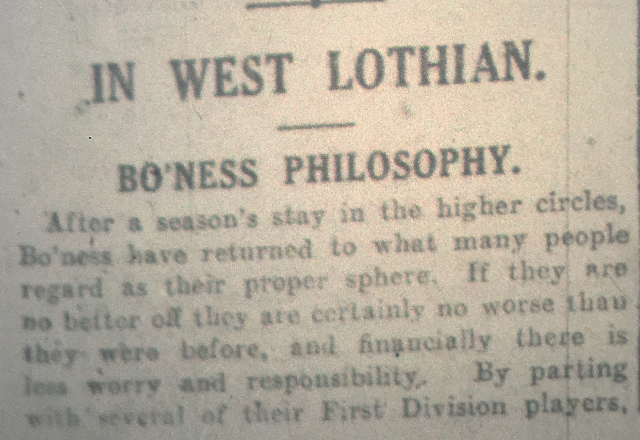 IN WEST LOTHIAN.
BO'NESS PHILOSOPHY.
After a season's stay in the higher circles,
Bo'ness have returned to what many people
regard as their proper sphere. If they are
no better off they are certainly no worse than
they were before, and financially there is
less worry and responsibility. By parting
with several of their First Division players,